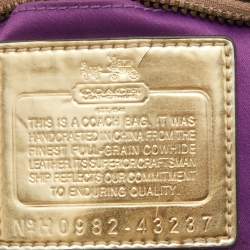 COACH
THIS IS A COACH BAG. IT WAS
HANDCRAFTED IN CHINA FROM THE
FINEST FULL-GRAIN COWHIDE
LEATHER. ITS SUPERIOR CRAFTSMAN
SHIP REFLECTS OUR COMMITMENT
TO ENDURING QUALITY.
Nº H0982-43237